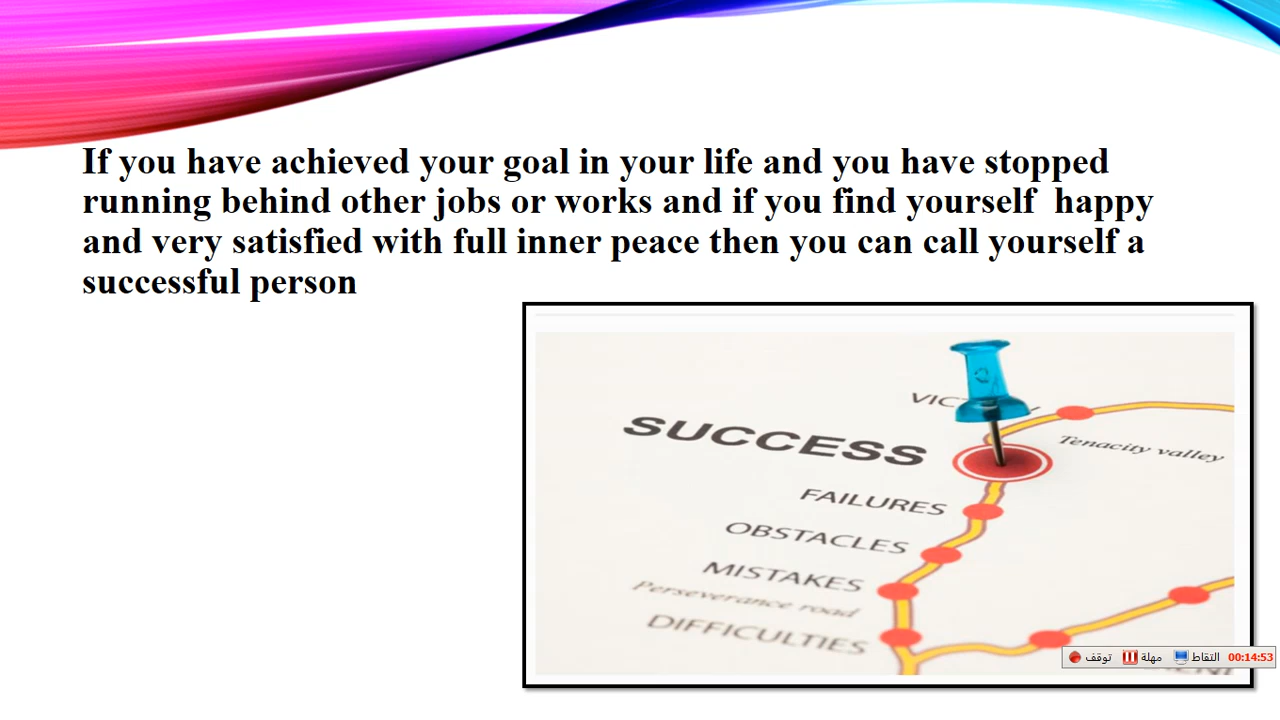 If you have achieved your goal in your life and you have stopped
running behind other jobs or works and if you find yourself happy
and very satisfied with full inner peace then you can call yourself a
successful person
SUCCESS
Tenacity valley
FAILURES
OBSTACLES
MISTAKES
Perseverance road
DIFFICULTIES
توقف مهلة التقاط 00:14:53